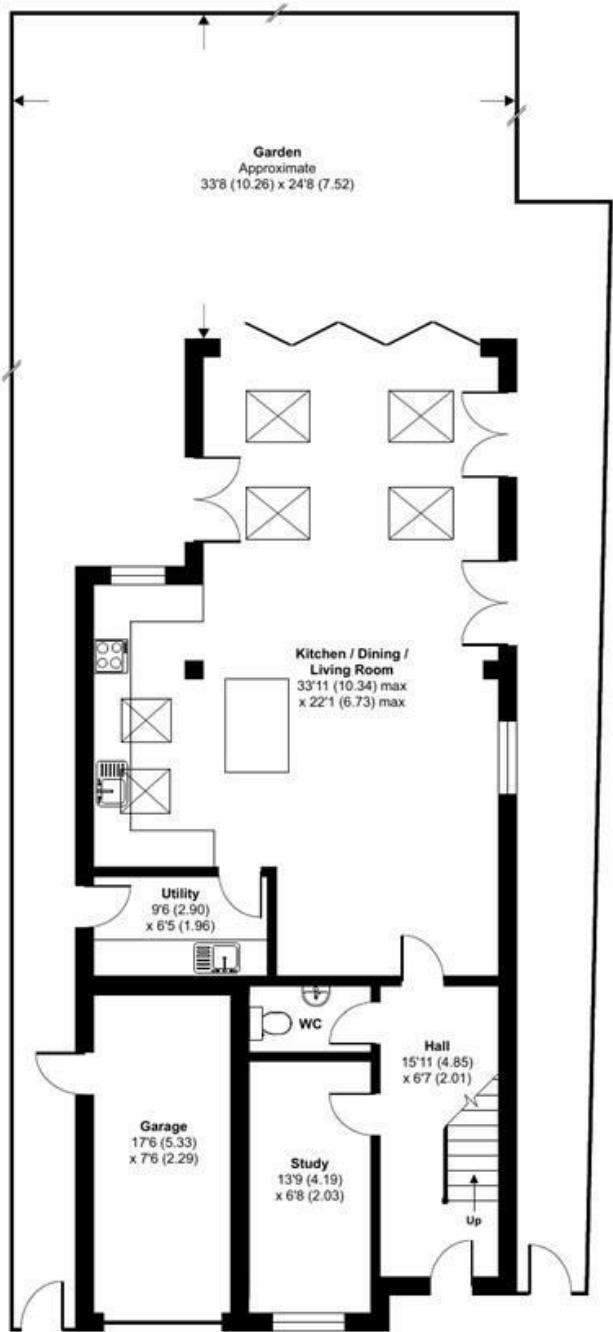 Garden
Approximate
33'8 (10.26) x 24'8 (7.52)
Kitchen / Dining /
Living Room
33'11 (10.34) max
x 22'1 (6.73) max
Utility
9'6 (2.90)
x 6'5 (1.96)
WC
Hall
15'11 (4.85)
x 6'7 (2.01)
Garage
17'6 (5.33)
x 7'6 (2.29)
Study
13'9 (4.19)
x 6'8 (2.03)
Up